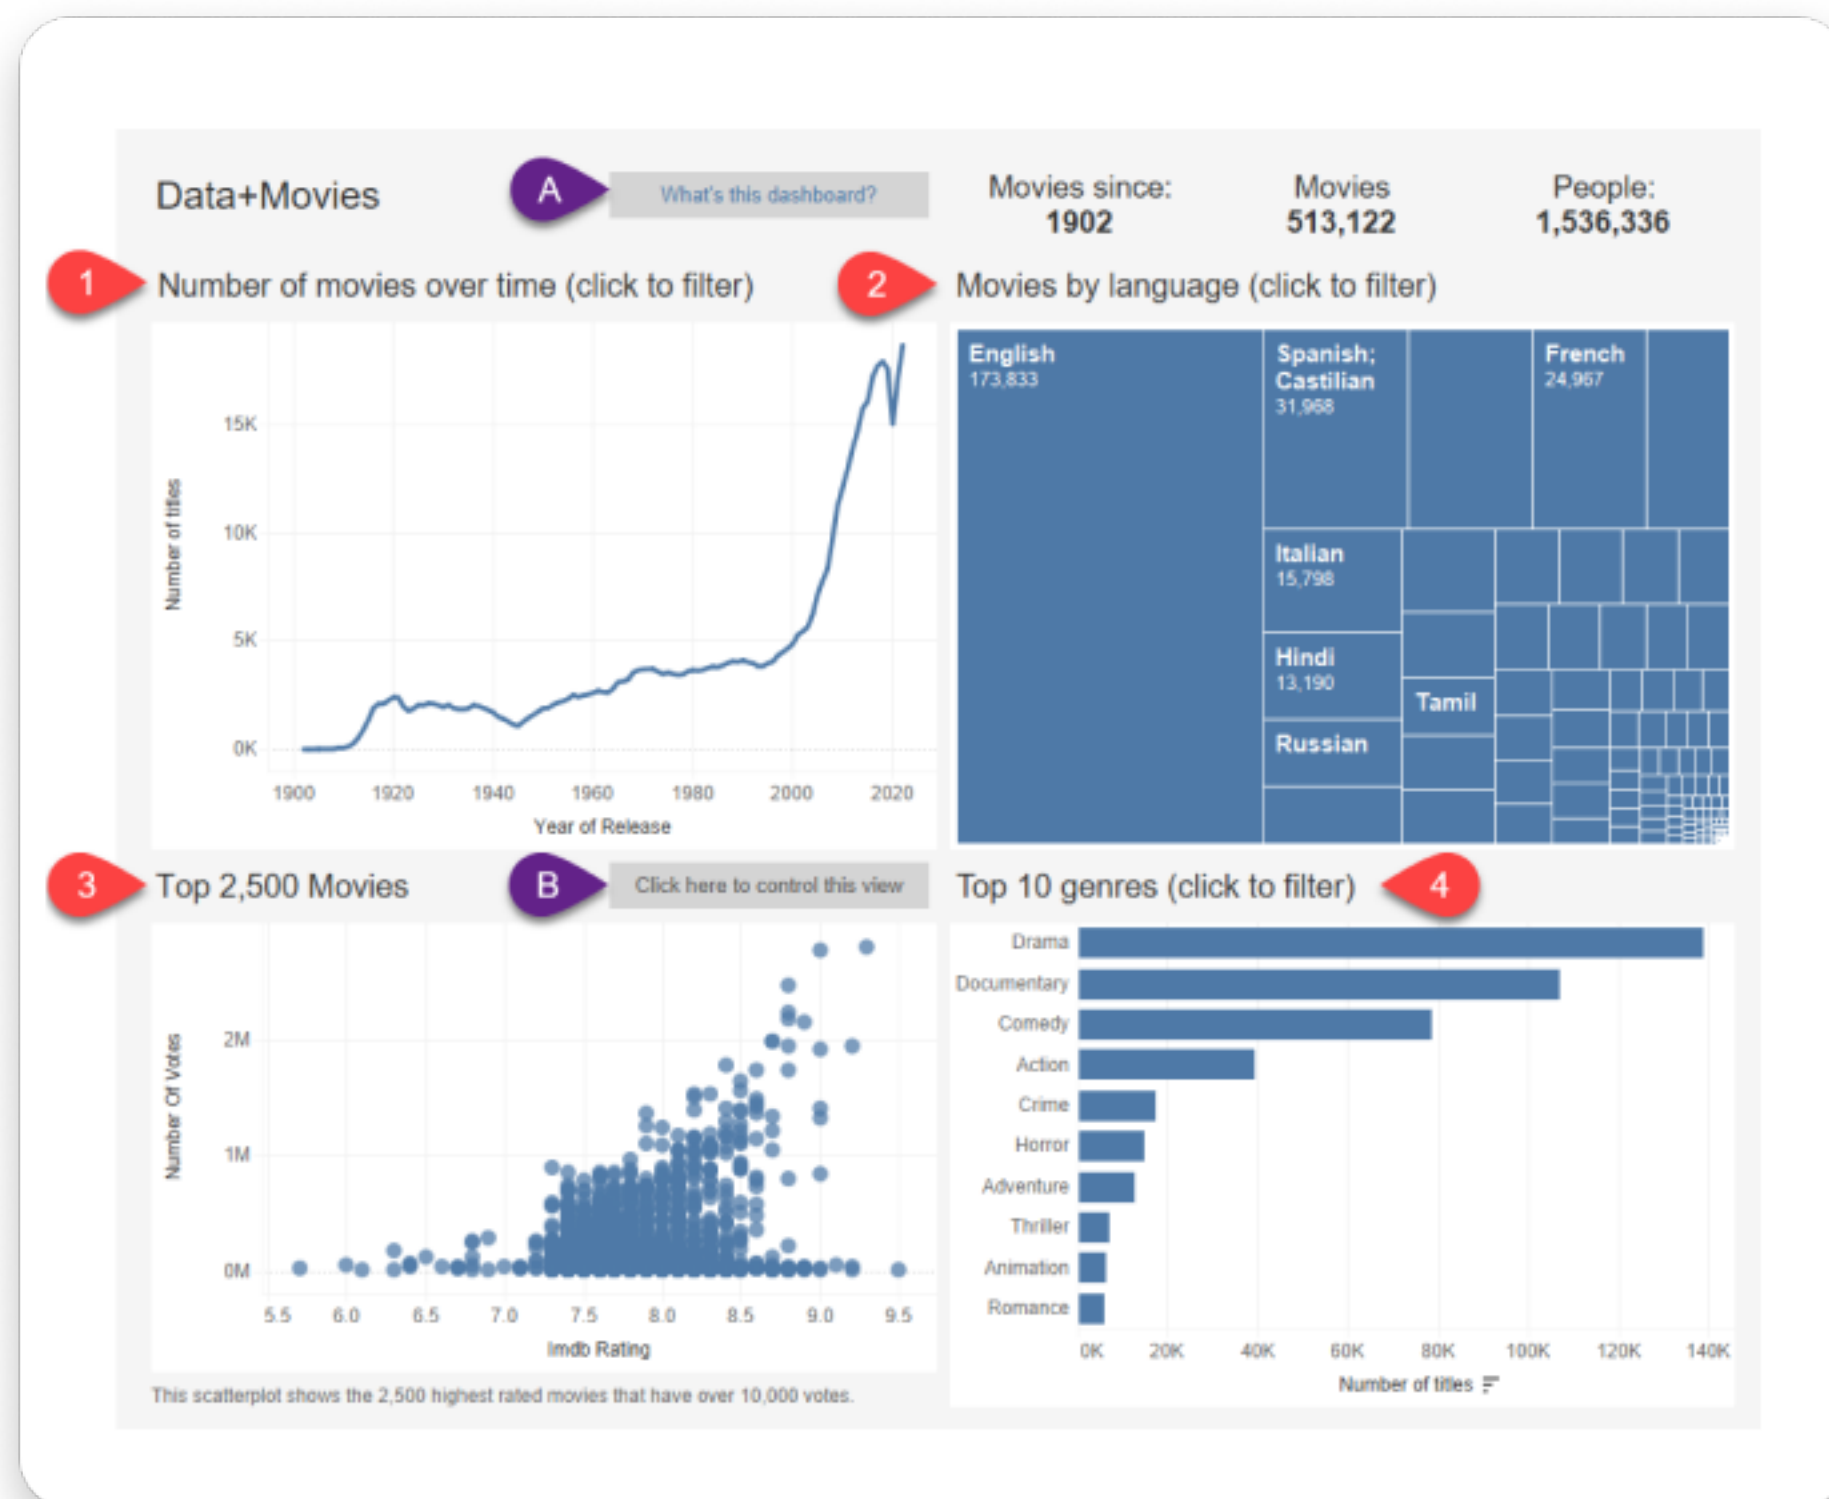 Data+Movies
A
What's this dashboard?
Movies since:
1902
Movies
513,122
People:
1,536,336
1
Number of movies over time (click to filter)
2
Movies by language (click to filter)
Number of titles
15K
10K
5K
0K
1900
1920
1940
1960
1980
2000
2020
Year of Release
English
173,833
Spanish;
Castilian
31,968
French
24,967
Italian
15,798
Hindi
13,190
Russian
Tamil
3
Top 2,500 Movies
B
Click here to control this view
Top 10 genres (click to filter)
4
Number Of Votes
2M
1M
0M
5.5
6.0
6.5
7.0
7.5
8.0
8.5
9.0
9.5
Imdb Rating
This scatterplot shows the 2,500 highest rated movies that have over 10,000 votes.
Drama
Documentary
Comedy
Action
Crime
Horror
Adventure
Thriller
Animation
Romance
0K
20K
40K
60K
80K
100K
120K
140K
Number of titles